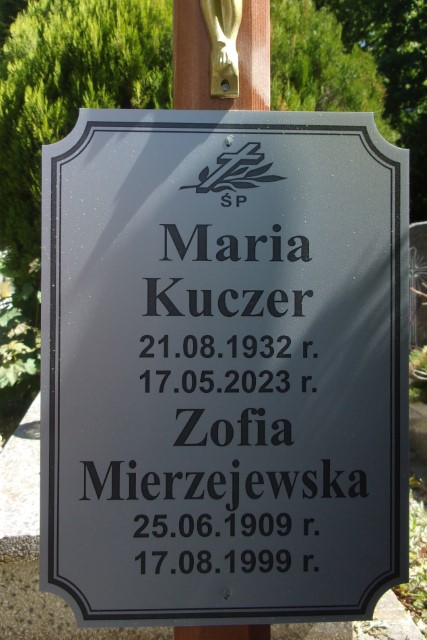 ŚP
Maria
Kuczer
21.08.1932 r.
17.05.2023 r.
Zofia
Mierzejewska
25.06.1909 r.
17.08.1999 r.